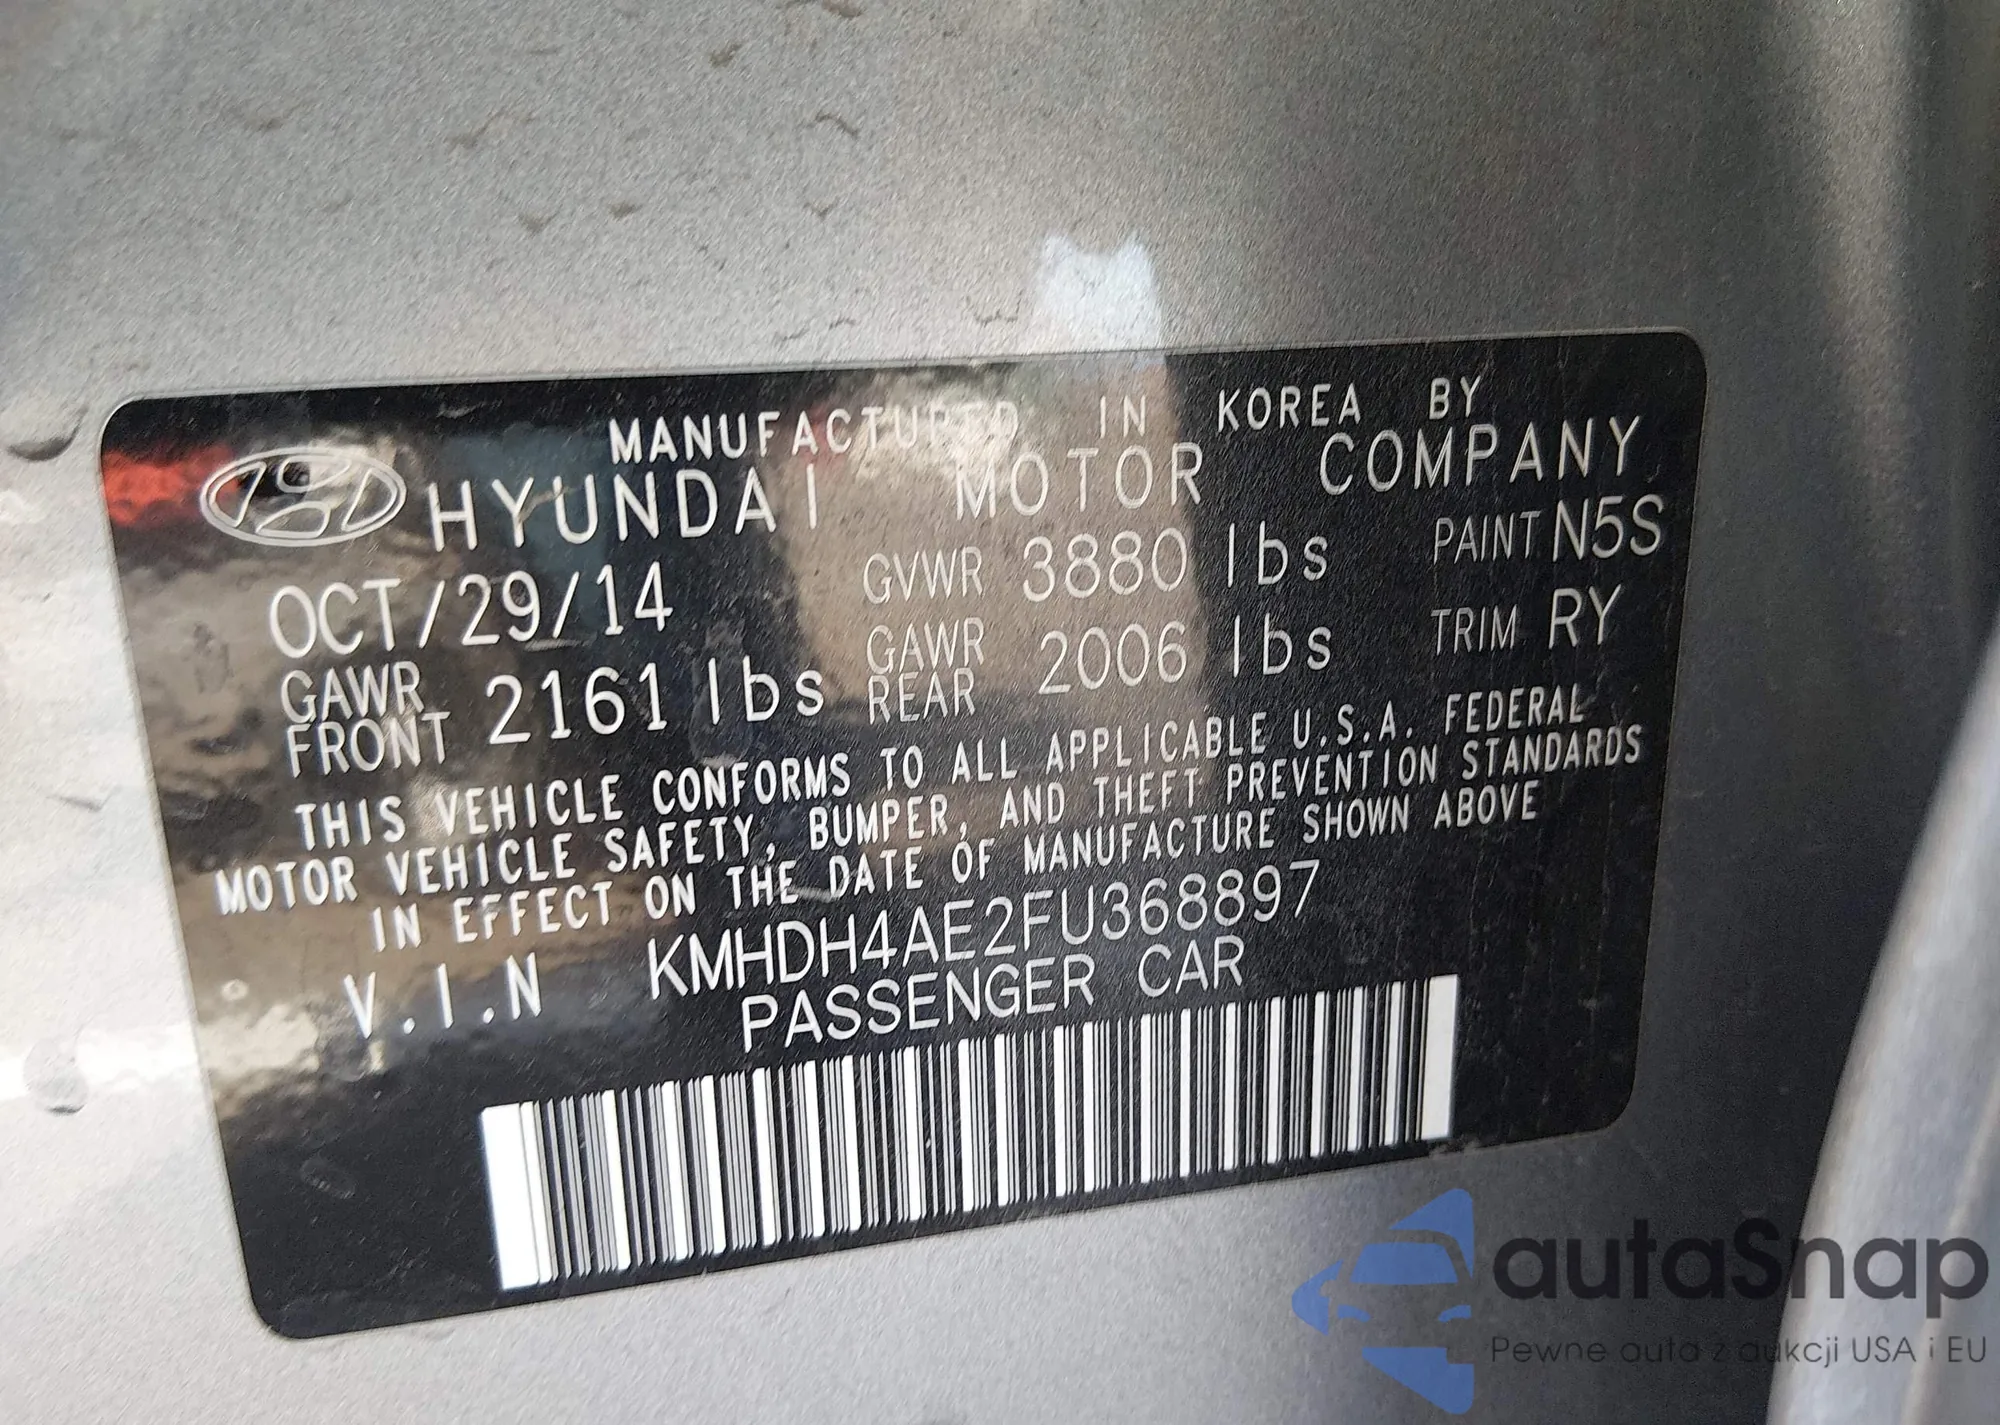 MANUFACTURED IN KOREA BY
HYUNDAI MOTOR COMPANY
OCT/29/14 GVWR 3880 lbs PAINT N5S
GAWR FRONT 2161 lbs GAWR REAR 2006 lbs TRIM RY
THIS VEHICLE CONFORMS TO ALL APPLICABLE U.S.A. FEDERAL
MOTOR VEHICLE SAFETY, BUMPER, AND THEFT PREVENTION STANDARDS
IN EFFECT ON THE DATE OF MANUFACTURE SHOWN ABOVE
V.I.N KMHDH4AE2FU368897
PASSENGER CAR
autaSnap
Pewne auta z aukcji USA i EU